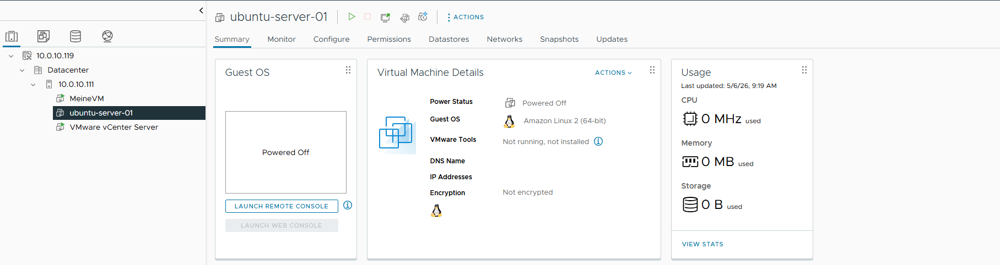 ubuntu-server-01
ACTIONS
Summary
Monitor
Configure
Permissions
Datastores
Networks
Snapshots
Updates
10.0.10.119
Datacenter
10.0.10.111
MeineVM
ubuntu-server-01
VMware vCenter Server
Guest OS
Powered Off
LAUNCH REMOTE CONSOLE
LAUNCH WEB CONSOLE
Virtual Machine Details
ACTIONS
Power Status
Powered Off
Guest OS
Amazon Linux 2 (64-bit)
VMware Tools
Not running, not installed
DNS Name
IP Addresses
Encryption
Not encrypted
Usage
Last updated: 5/6/26, 9:19 AM
CPU
0 MHz used
Memory
0 MB used
Storage
0 B used
VIEW STATS